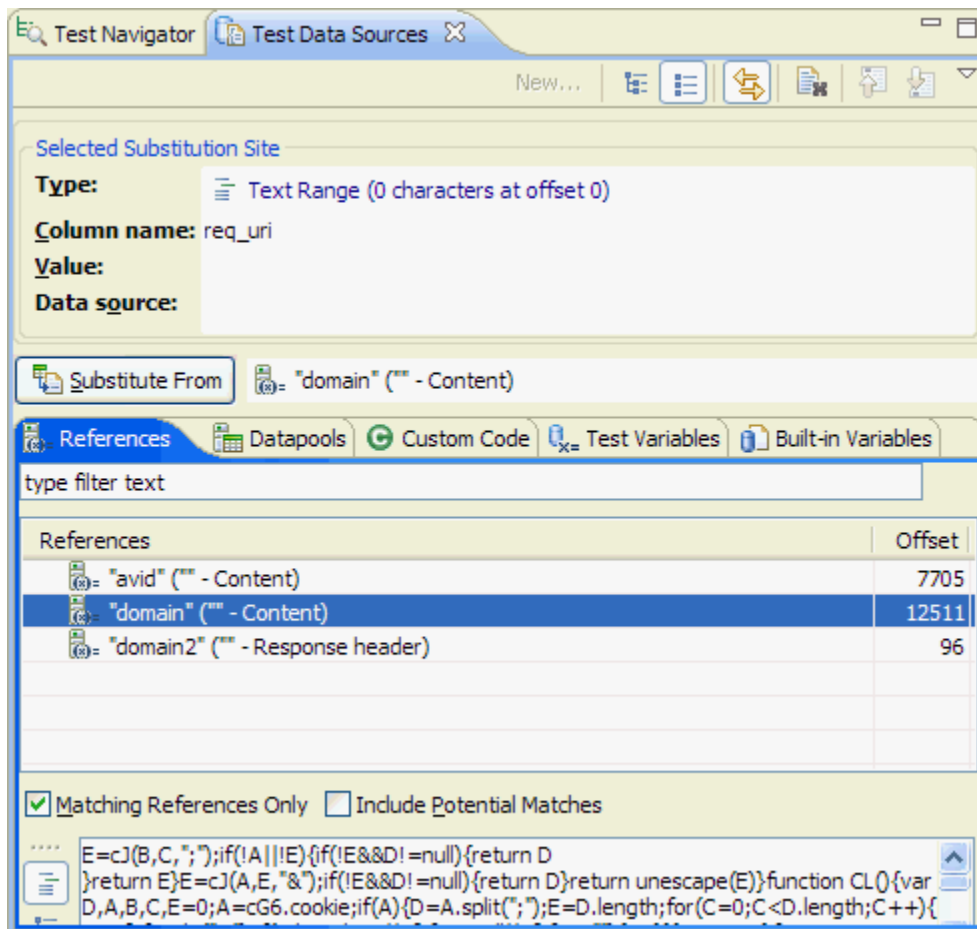 Test Navigator Test Data Sources
New...
Selected Substitution Site
Type: Text Range (0 characters at offset 0)
Column name: req_uri
Value:
Data source:
Substitute From "domain" ("" - Content)
References Datapools Custom Code Test Variables Built-in Variables
type filter text
References Offset
"avid" ("" - Content) 7705
"domain" ("" - Content) 12511
"domain2" ("" - Response header) 96
Matching References Only Include Potential Matches
E=cJ(B,C,";");if(!A||!E){if(!E&&D!=null){return D
}return E}E=cJ(A,E,"&");if(!E&&D!=null){return D}return unescape(E)}function CL(){var
D,A,B,C,E=0;A=cG6.cookie;if(A){D=A.split(";");E=D.length;for(C=0;C<D.length;C++){